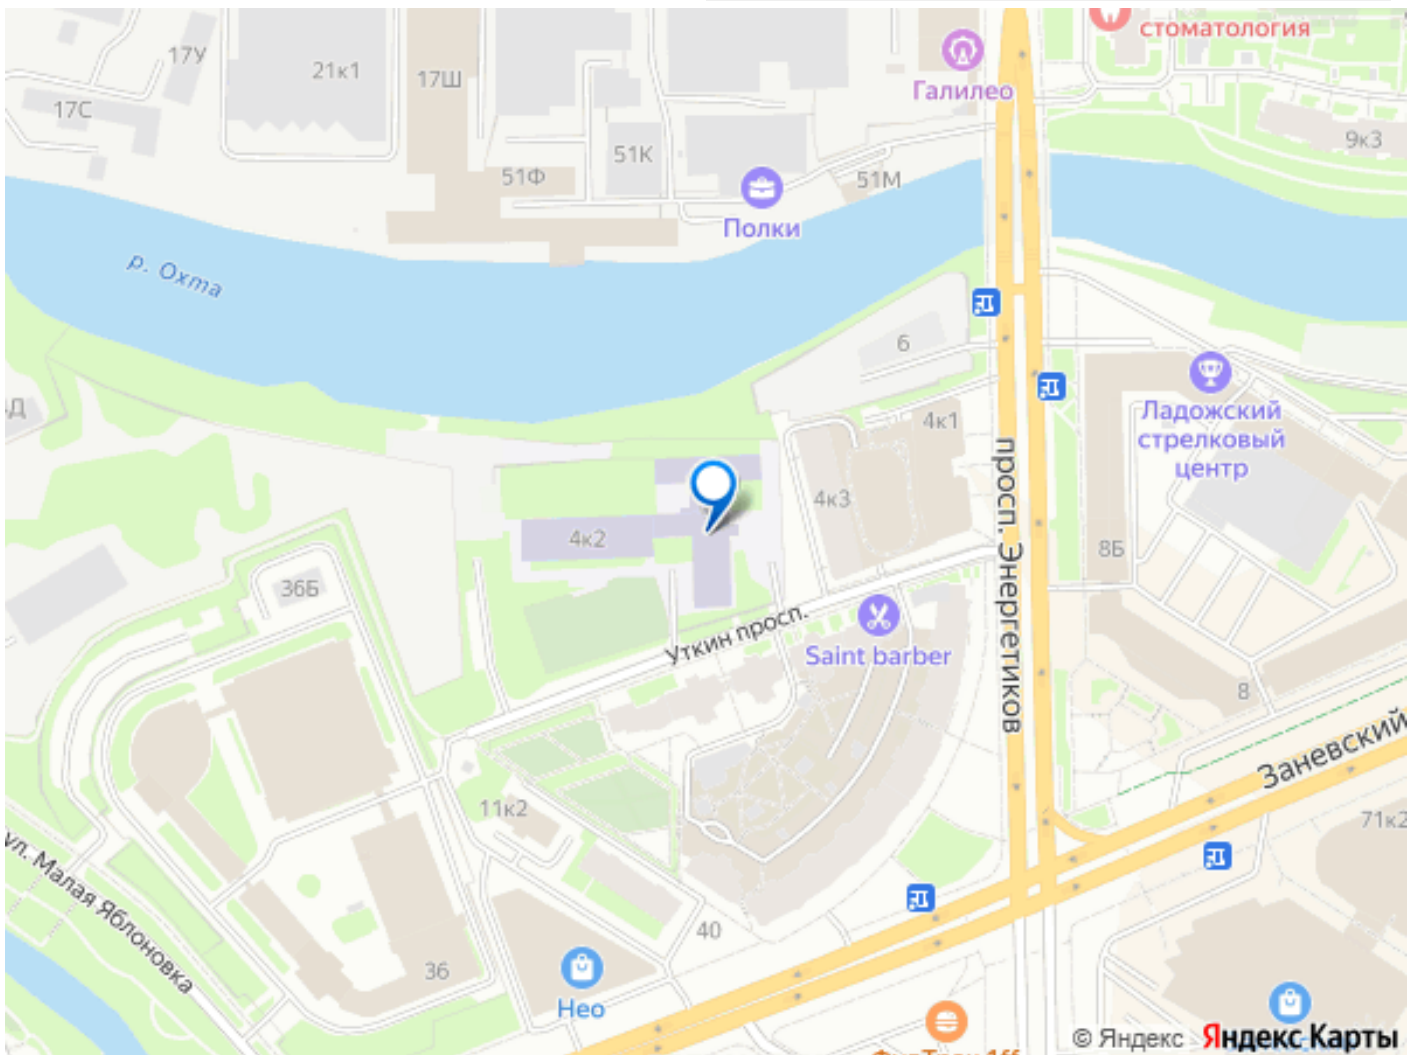 стоматология
17У
21к1
17Ш
Галилео
17С
9к3
51К
51Ф
51М
Полки
р. Охта
6
Ладожский
стрелковый
центр
4к1
просп. Энергетиков
4к3
4к2
8Б
36Б
Уткин просп.
Saint barber
8
Заневский
11к2
71к2
ул. Малая Яблоновка
40
36
Нео
© Яндекс
Яндекс Карты